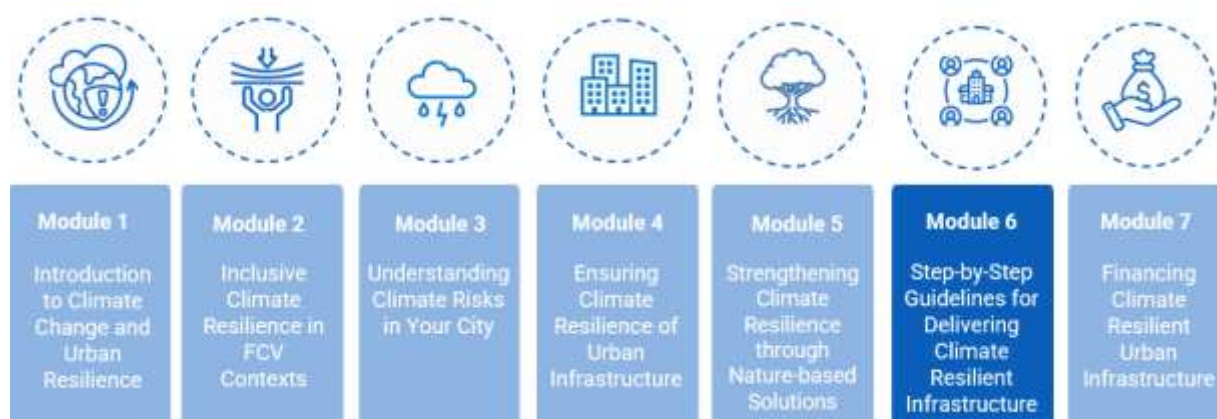 Module 1
Introduction
to Climate
Change and
Urban
Resilience
Module 2
Inclusive
Climate
Resilience in
FCV
Contexts
Module 3
Understanding
Climate Risks
in Your City
Module 4
Ensuring
Climate
Resilience of
Urban
Infrastructure
Module 5
Strengthening
Climate
Resilience
through
Nature-based
Solutions
Module 6
Step-by-Step
Guidelines for
Delivering
Climate
Resilient
Infrastructure
Module 7
Financing
Climate
Resilient
Urban
Infrastructure